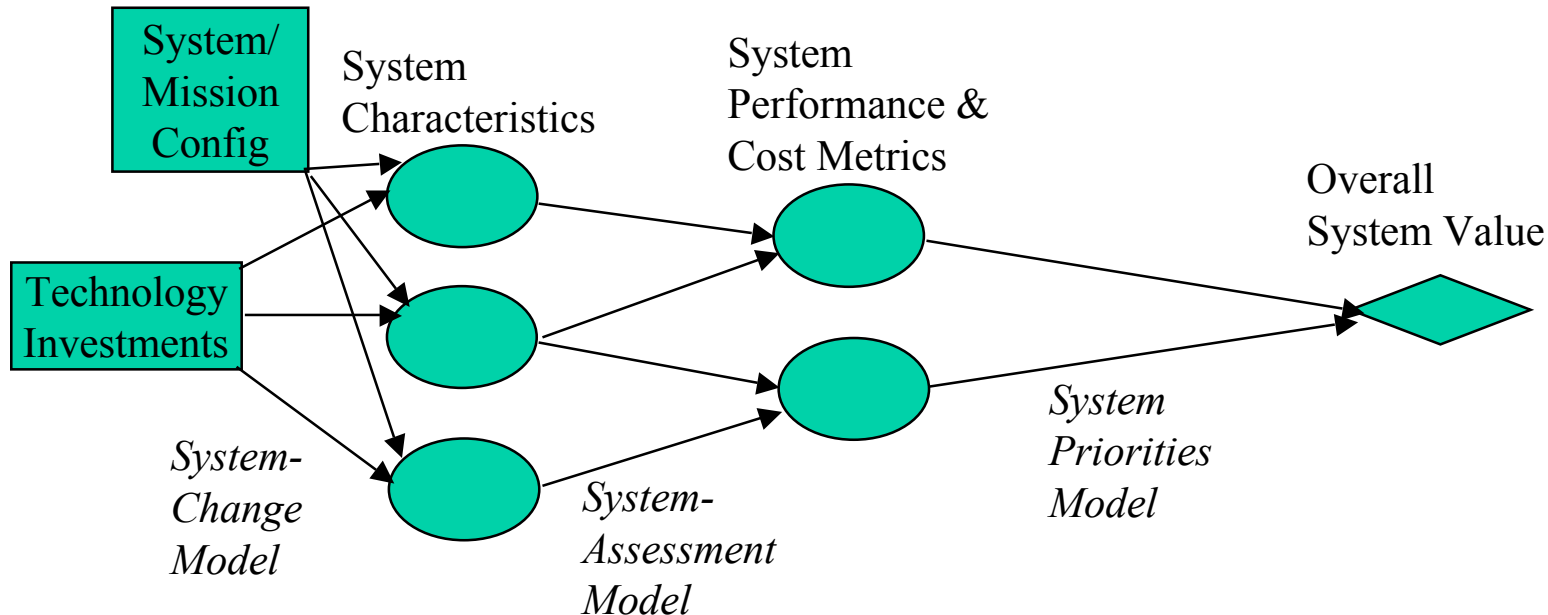 System/
Mission
Config
System
Characteristics
System
Performance &
Cost Metrics
Overall
System Value
Technology
Investments
System-
Change
Model
System-
Assessment
Model
System
Priorities
Model